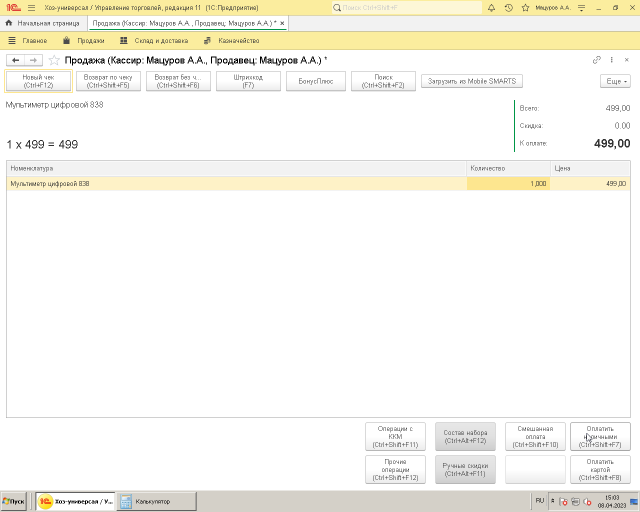 Хоз-универсал / Управление торговлей, редакция 11 (1С:Предприятие)
Поиск Ctrl+Shift+F
Мацуров А.А.
Начальная страница
Продажа (Кассир: Мацуров А.А., Продавец: Мацуров А.А.) *
Главное
Продажи
Склад и доставка
Казначейство
Продажа (Кассир: Мацуров А.А., Продавец: Мацуров А.А.) *
Новый чек
(Ctrl+F12)
Возврат по чеку
(Ctrl+Shift+F5)
Возврат без ч...
(Ctrl+Shift+F6)
Штрихкод
(F7)
БонусПлюс
Поиск
(Ctrl+Shift+F2)
Загрузить из Mobile SMARTS
Еще
Мультиметр цифровой 838
1 x 499 = 499
Всего: 499,00
Скидка: 0.00
К оплате: 499,00
Номенклатура Количество Цена
Мультиметр цифровой 838 1,000 499,00
Операции с
ККМ
(Ctrl+Shift+F11)
Состав набора
(Ctrl+Alt+F12)
Смешанная
оплата
(Ctrl+Shift+F10)
Оплатить
наличными
(Ctrl+Shift+F7)
Прочие
операции
(Ctrl+Shift+F12)
Ручные скидки
(Ctrl+Alt+F11)
Оплатить
картой
(Ctrl+Shift+F8)
Пуск
Хоз-универсал / У...
Калькулятор
RU
15:03
08.04.2023